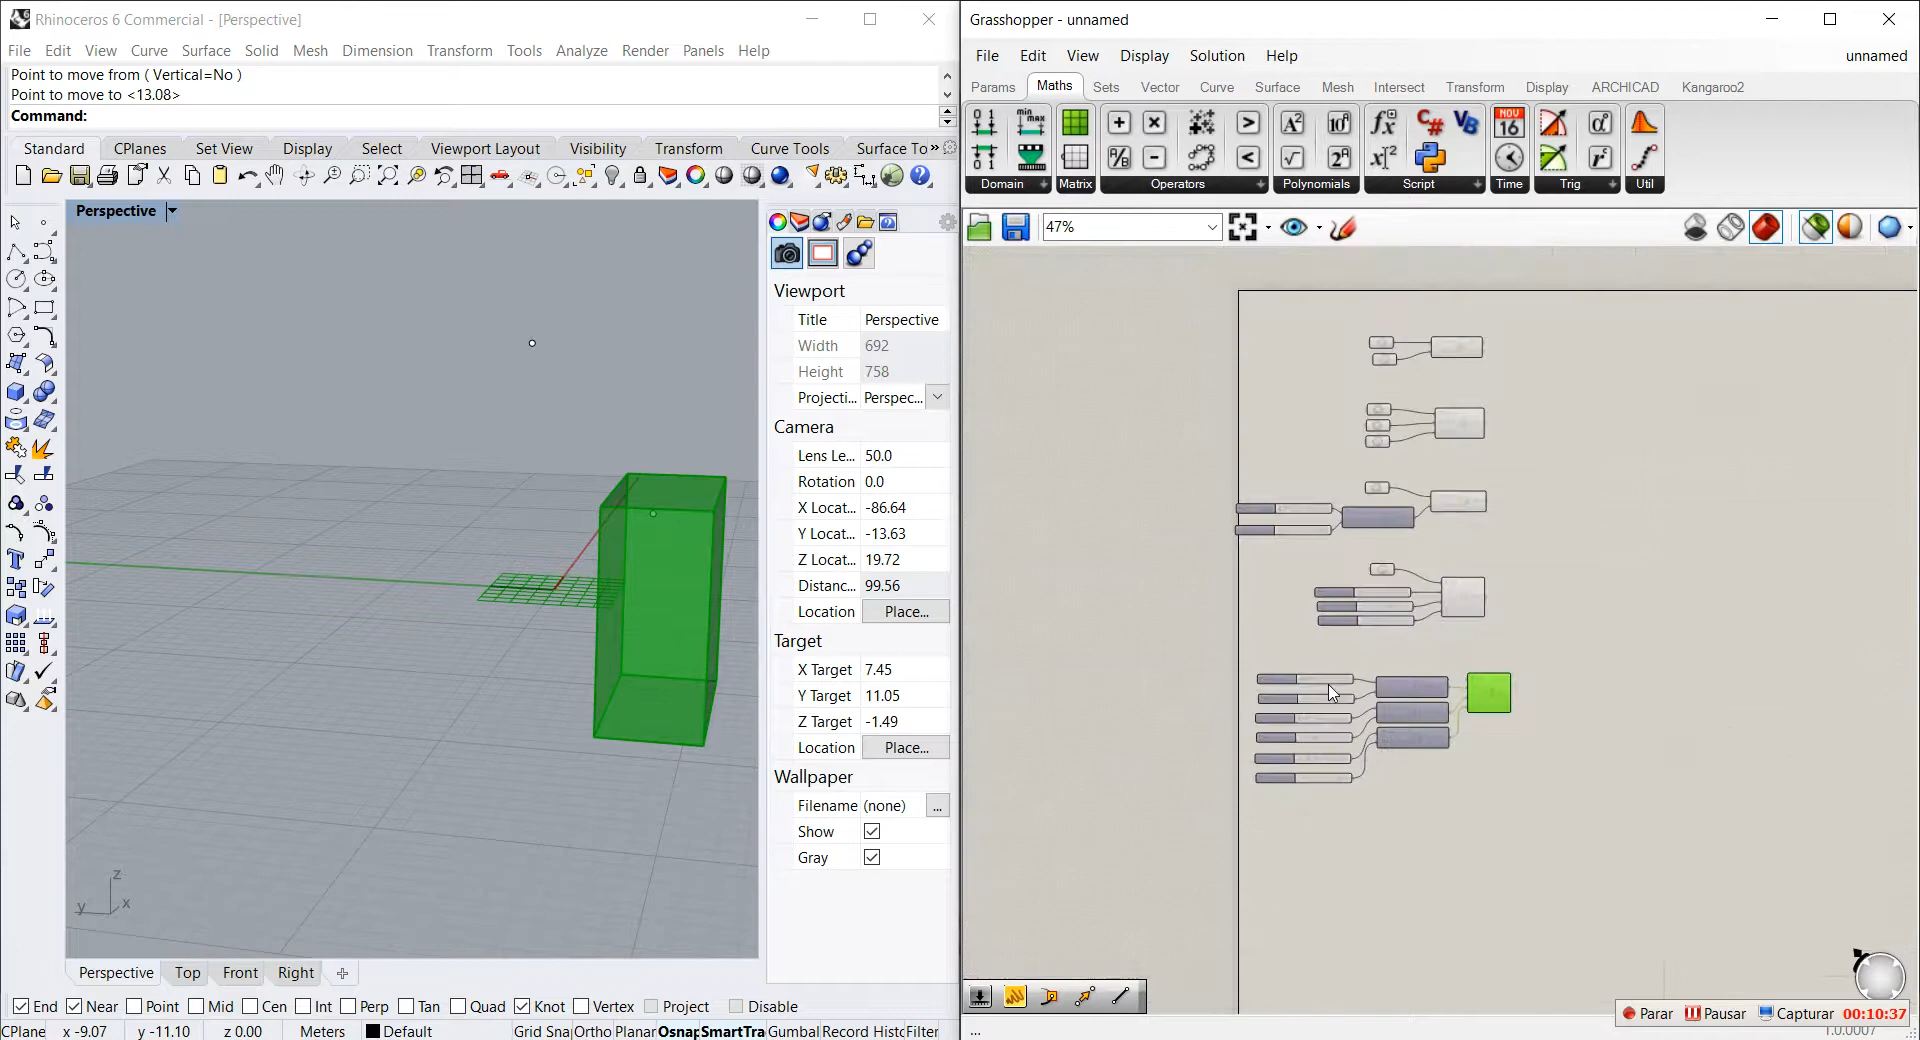 Rhinoceros 6 Commercial - [Perspective]
File Edit View Curve Surface Solid Mesh Dimension Transform Tools Analyze Render Panels Help
Point to move from ( Vertical=No )
Point to move to <13.08>
Command:
Standard CPlanes Set View Display Select Viewport Layout Visibility Transform Curve Tools Surface To »
Perspective
Viewport
Title Perspective
Width 692
Height 758
Projecti... Perspec...
Camera
Lens Le... 50.0
Rotation 0.0
X Locat... -86.64
Y Locat... -13.63
Z Locat... 19.72
Distanc... 99.56
Location Place...
Target
X Target 7.45
Y Target 11.05
Z Target -1.49
Location Place...
Wallpaper
Filename (none) ...
Show
Gray
z
y x
Perspective Top Front Right
End Near Point Mid Cen Int Perp Tan Quad Knot Vertex Project Disable
CPlane x -9.07 y -11.10 z 0.00 Meters Default Grid Sna Ortho Planar Osnap SmartTra Gumbal Record Histo Filter
Grasshopper - unnamed
File Edit View Display Solution Help unnamed
Params Maths Sets Vector Curve Surface Mesh Intersect Transform Display ARCHICAD Kangaroo2
Domain Matrix Operators Polynomials Script Time Trig Util
47%
Parar Pausar Capturar 00:10:37
...
1.0.0007